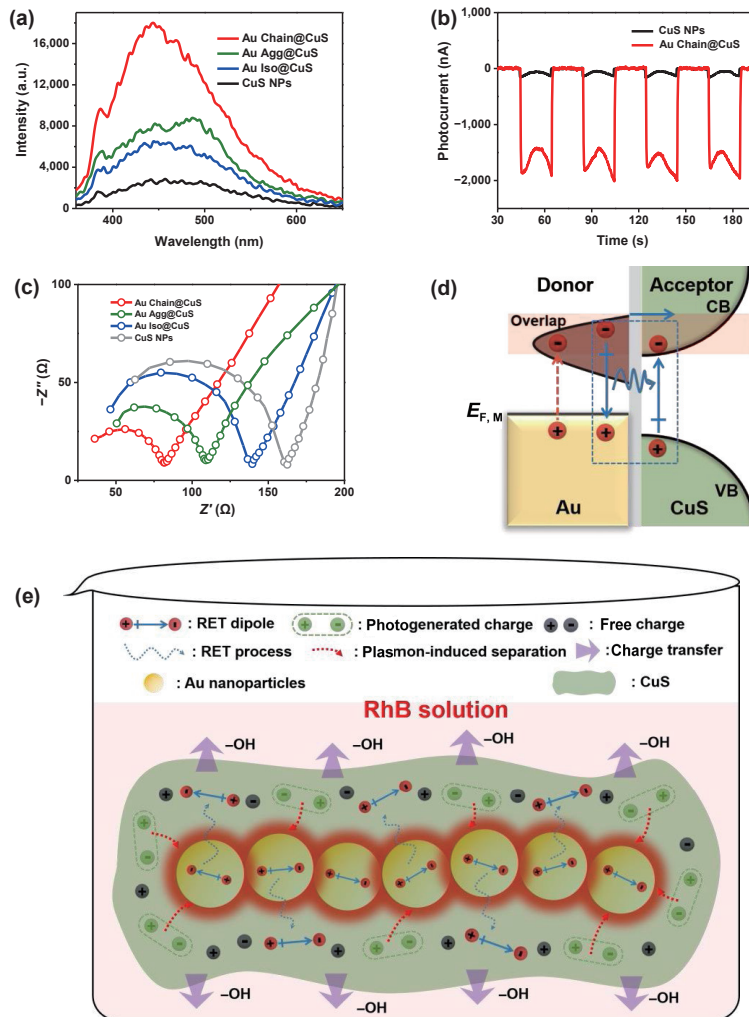 (a)
Au Chain@CuS
Au Agg@CuS
Au Iso@CuS
CuS NPs
16,000
12,000
8,000
4,000
0
Intensity (a.u.)
400 500 600
Wavelength (nm)
(b)
CuS NPs
Au Chain@CuS
1,000
0
−1,000
−2,000
Photocurrent (nA)
30 60 90 120 150 180
Time (s)
(c)
Au Chain@CuS
Au Agg@CuS
Au Iso@CuS
CuS NPs
100
50
0
−Z″ (Ω)
50 100 150 200
Z′ (Ω)
(d)
Donor Acceptor
CB
Overlap
E F, M
VB
Au CuS
(e)
: RET dipole : Photogenerated charge : Free charge
: RET process : Plasmon-induced separation : Charge transfer
: Au nanoparticles : CuS
RhB solution
–OH –OH –OH –OH
–OH –OH –OH –OH